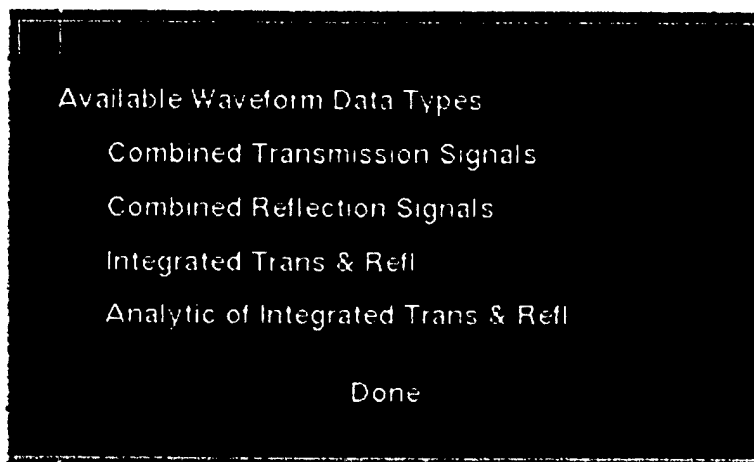 Available Waveform Data Types
Combined Transmission Signals
Combined Reflection Signals
Integrated Trans & Refl
Analytic of Integrated Trans & Refl
Done